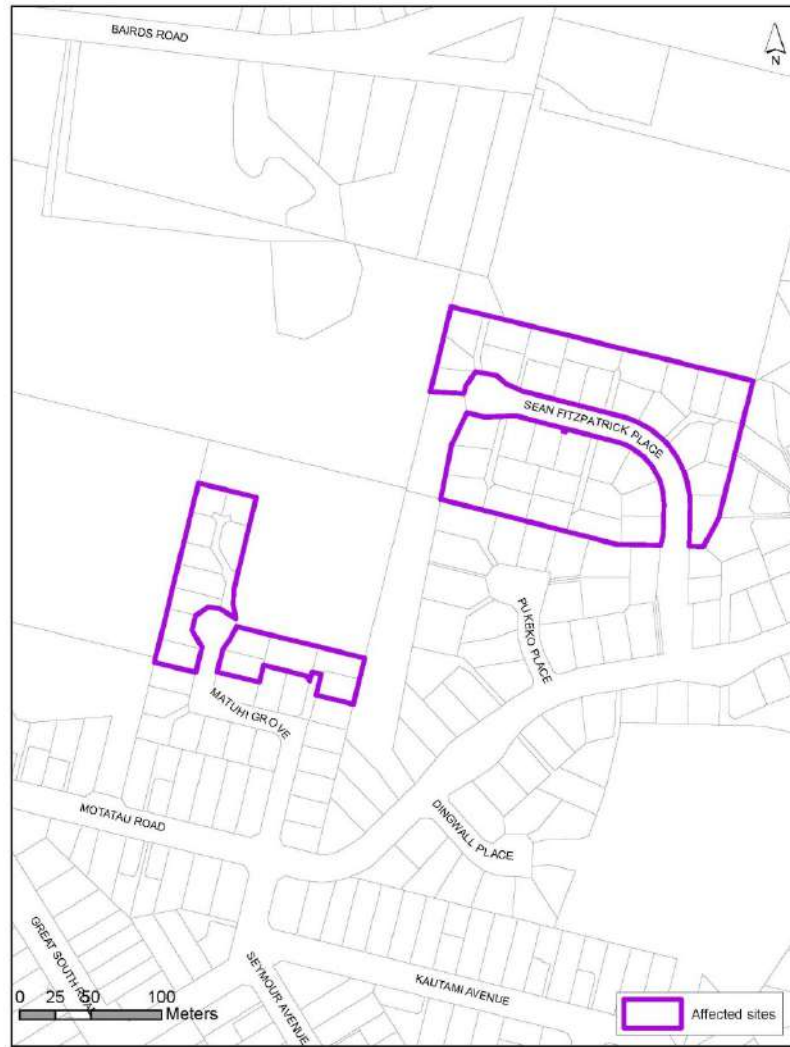 BAIRDS ROAD
N
SEAN FITZPATRICK PLACE
PUKEKO PLACE
MATUHI GROVE
DINGWALL PLACE
MOTATAU ROAD
GREAT SOUTH ROAD
SEYMOUR AVENUE
KAUTAMI AVENUE
0 25 50 100
Meters
Affected sites